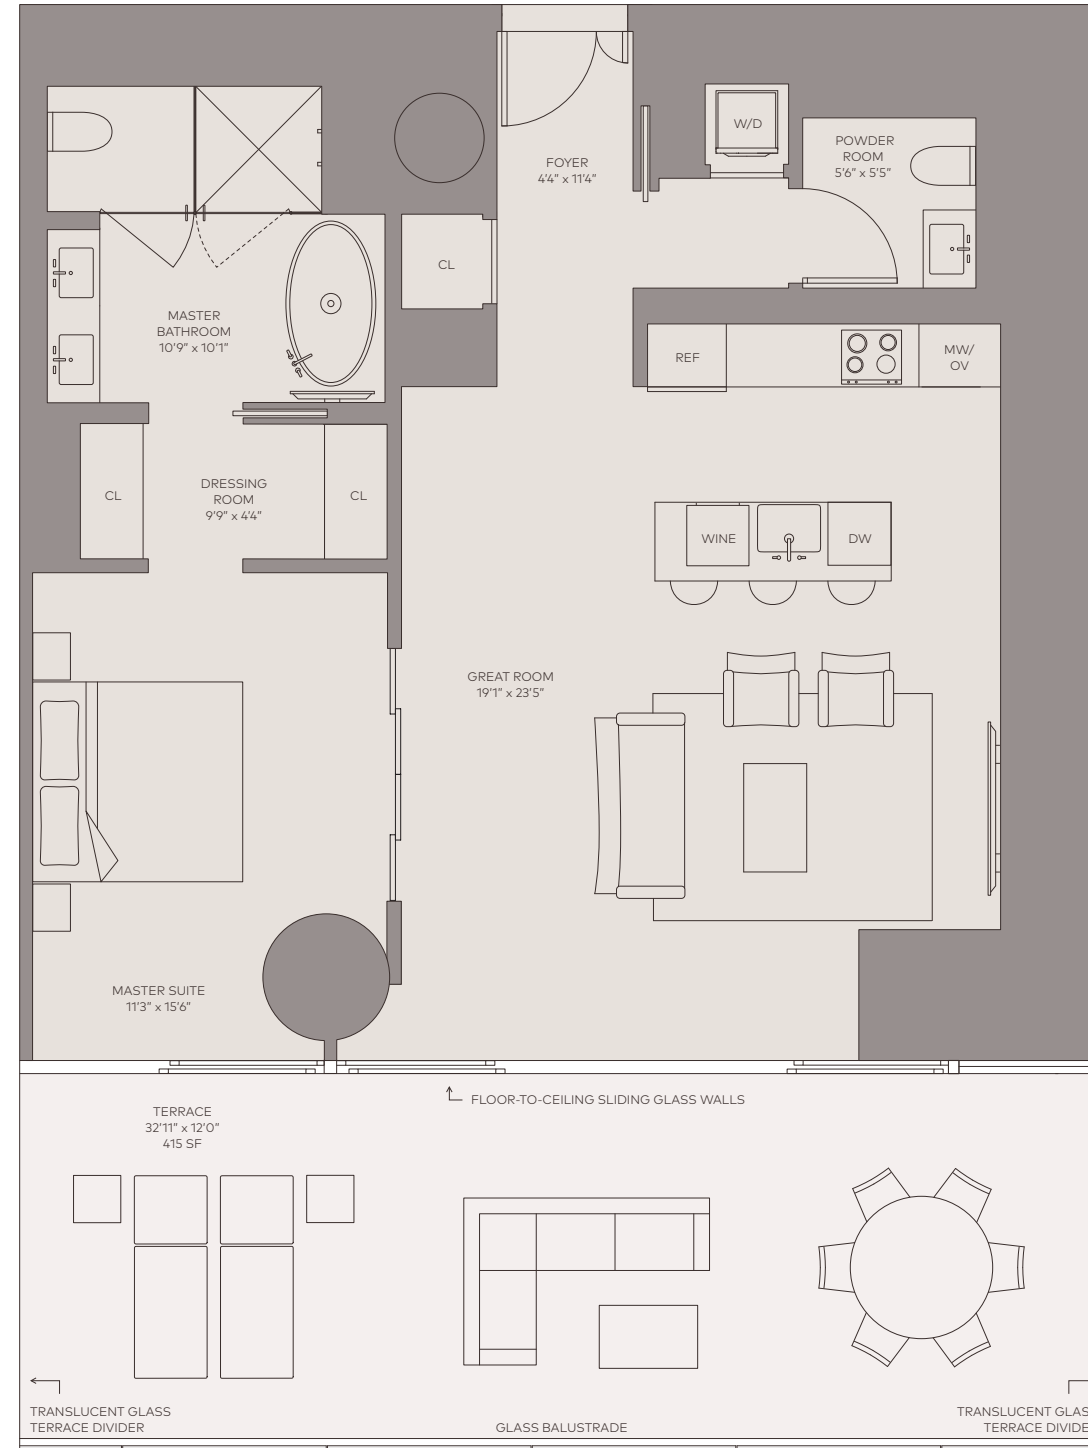 W/D
POWDER
ROOM
5'6" x 5'5"
FOYER
4'4" x 11'4"
CL
MASTER
BATHROOM
10'9" x 10'1"
REF
MW/
OV
CL
DRESSING
ROOM
9'9" x 4'4"
CL
WINE
DW
GREAT ROOM
19'1" x 23'5"
MASTER SUITE
11'3" x 15'6"
FLOOR-TO-CEILING SLIDING GLASS WALLS
TERRACE
32'11" x 12'0"
415 SF
TRANSLUCENT GLASS
TERRACE DIVIDER
GLASS BALUSTRADE
TRANSLUCENT GLAS
TERRACE DIVIDE